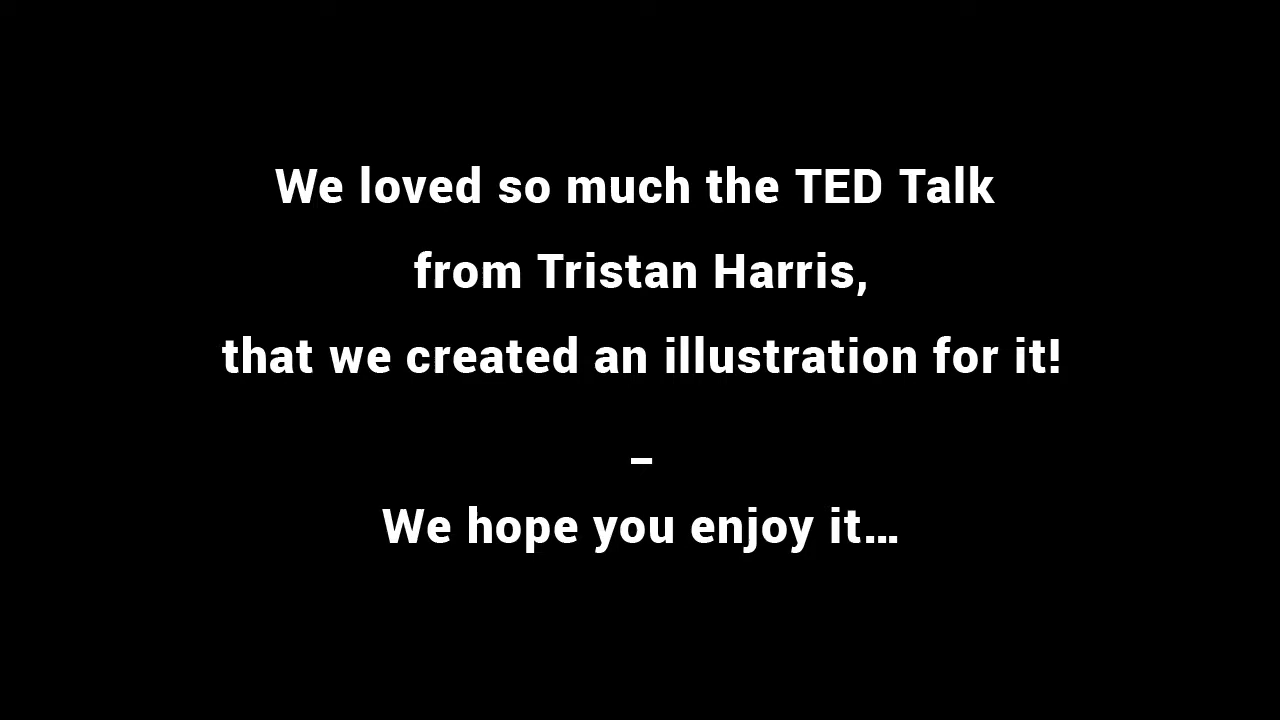 We loved so much the TED Talk
from Tristan Harris,
that we created an illustration for it!
–
We hope you enjoy it...